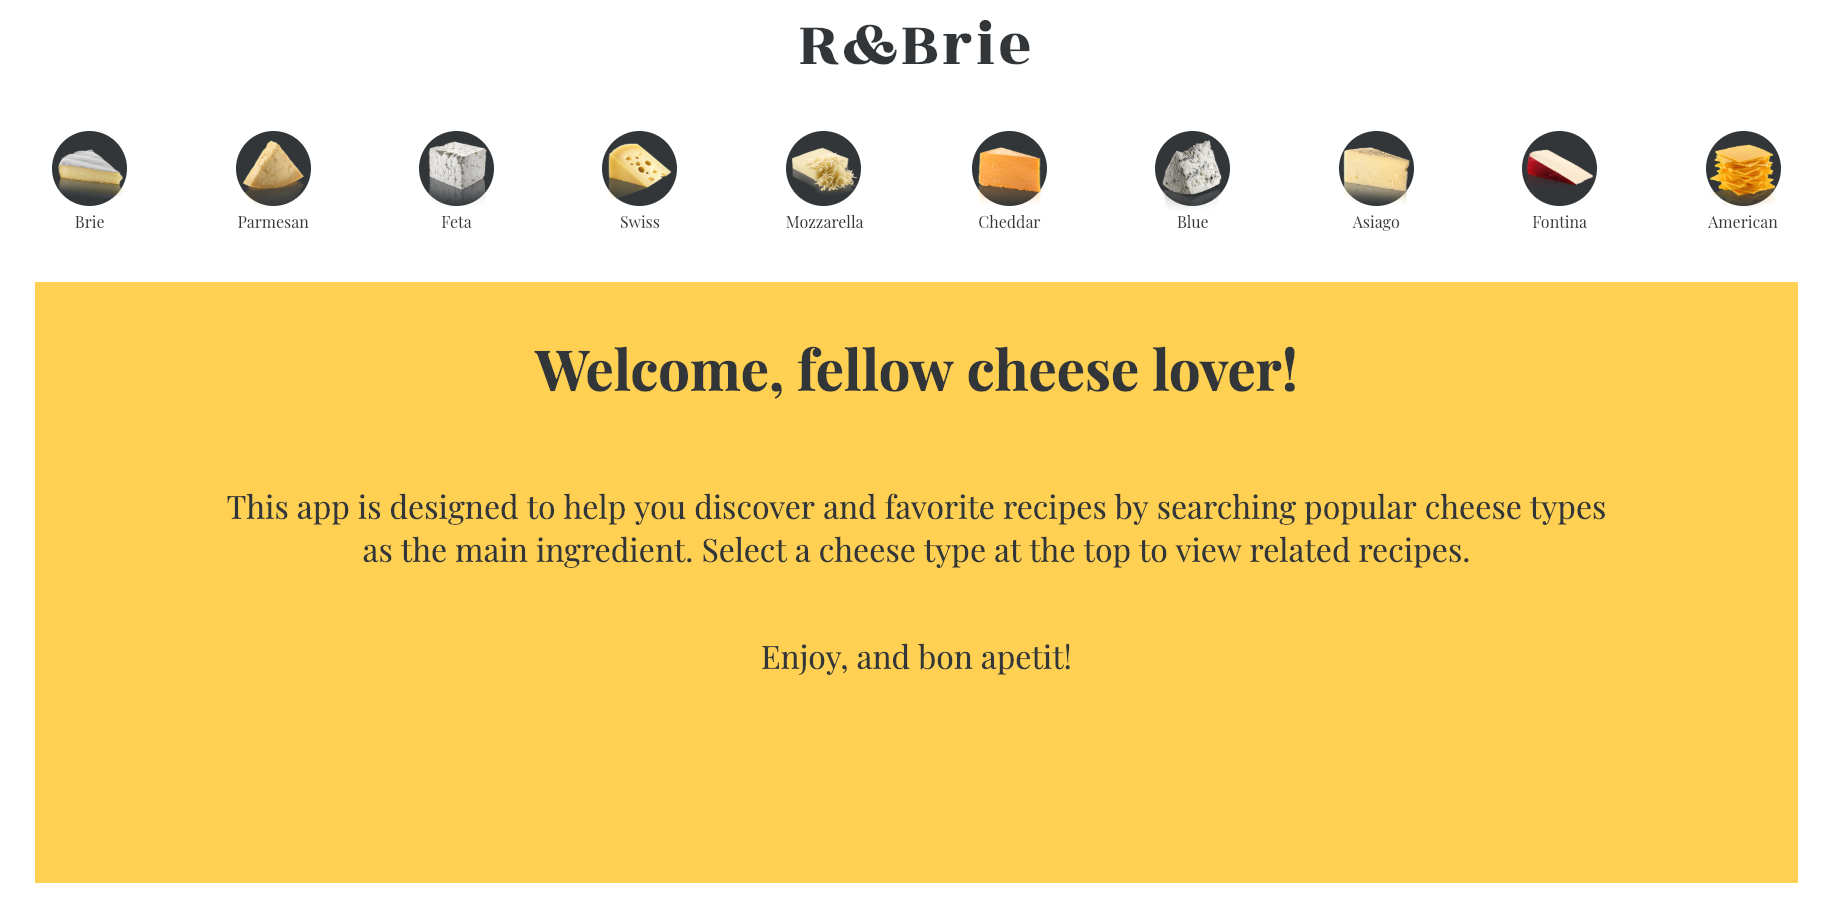 R&Brie
Brie
Parmesan
Feta
Swiss
Mozzarella
Cheddar
Blue
Asiago
Fontina
American
Welcome, fellow cheese lover!
This app is designed to help you discover and favorite recipes by searching popular cheese types
as the main ingredient. Select a cheese type at the top to view related recipes.
Enjoy, and bon apetit!